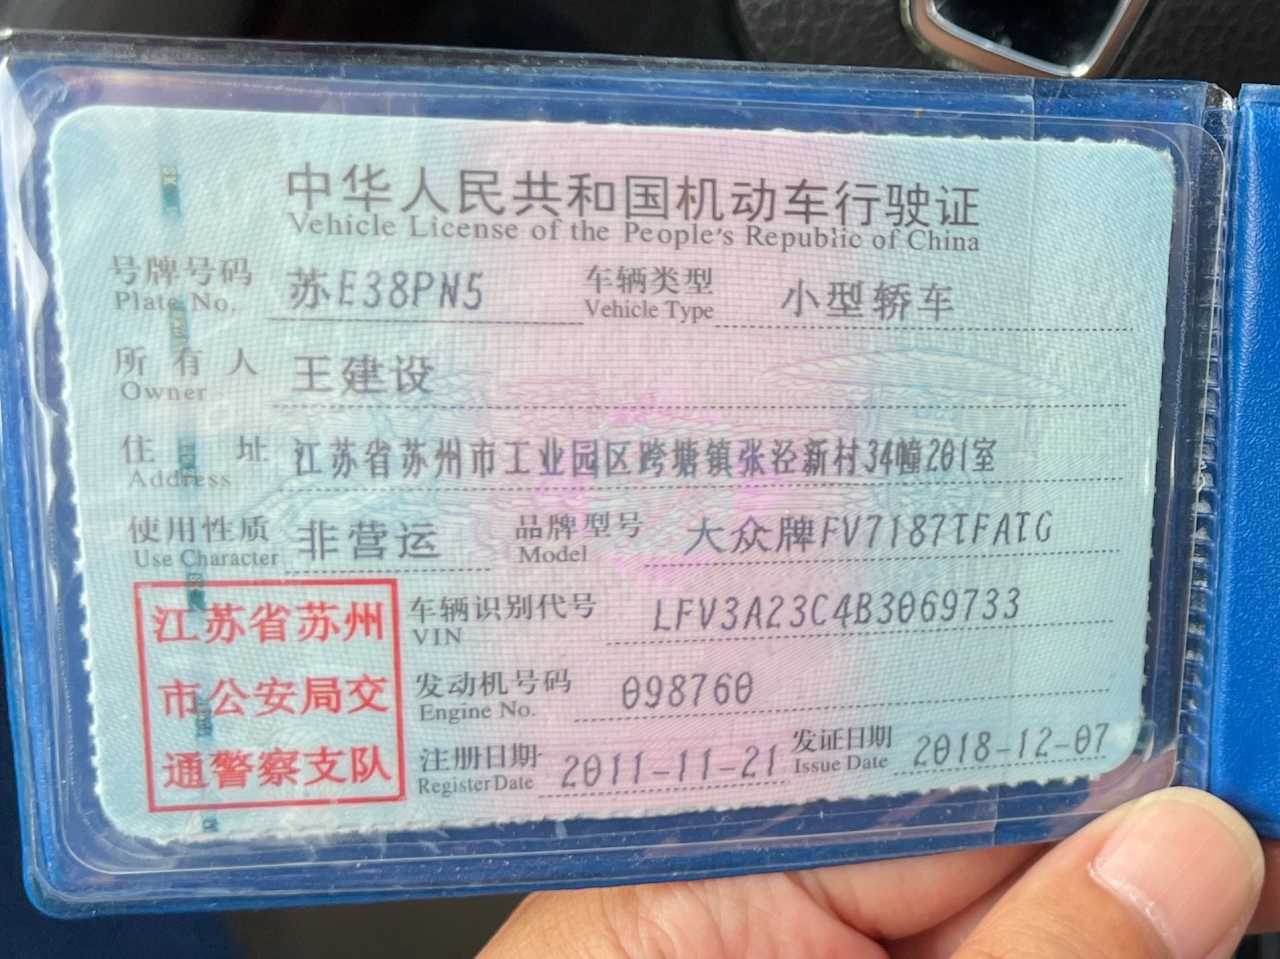 中华人民共和国机动车行驶证
Vehicle License of the People's Republic of China
号牌号码 苏E38PN5 车辆类型 小型轿车
Plate No. Vehicle Type
所有人 王建设
Owner
住址 江苏省苏州市工业园区跨塘镇张泾新村34幢201室
Address
使用性质 非营运 品牌型号 大众牌FV7187TFATG
Use Character Model
江苏省苏州
市公安局交
通警察支队
车辆识别代号 LFV3A23C4B3069733
VIN
发动机号码 098760
Engine No.
注册日期 2011-11-21 发证日期 2018-12-07
Register Date Issue Date